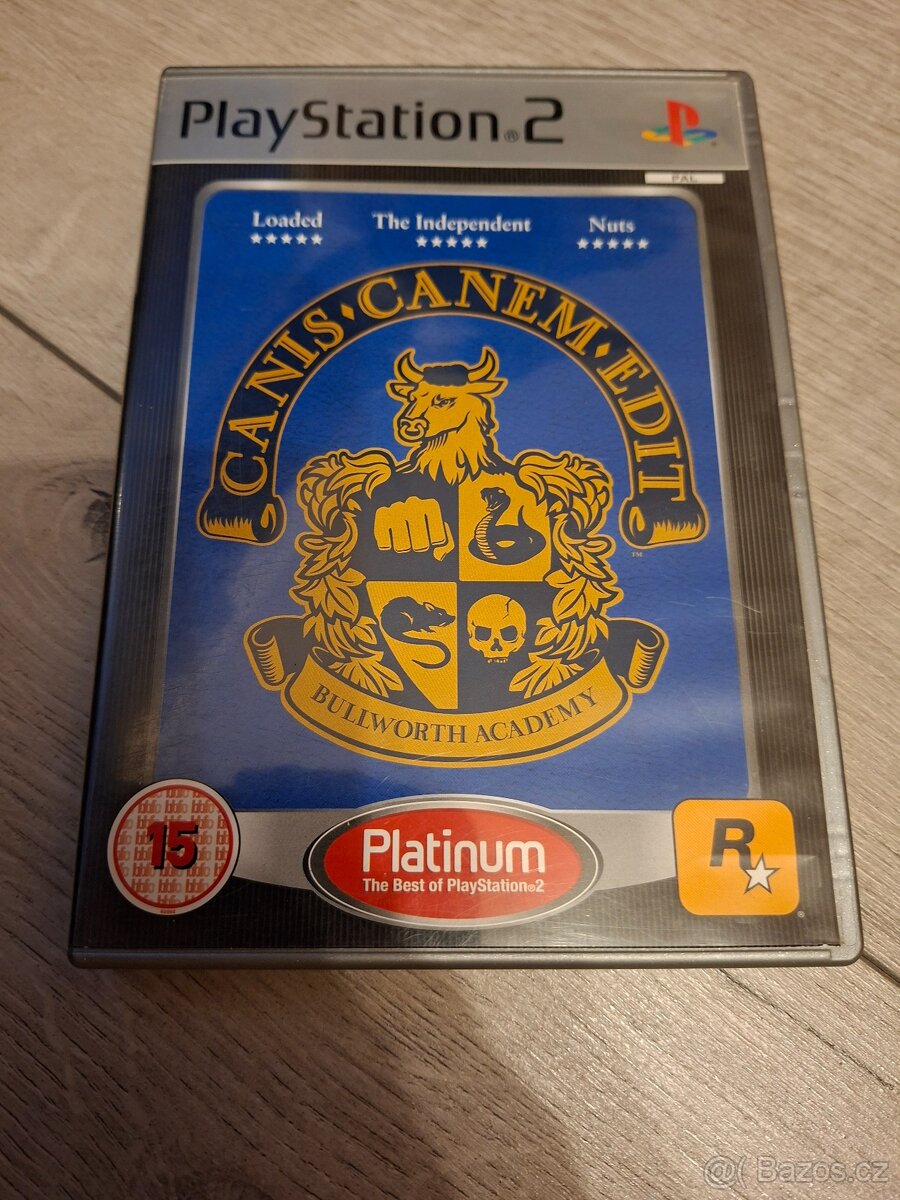 PlayStation®2
PAL
Loaded The Independent Nuts
★★★★★ ★★★★★ ★★★★★
CANIS · CANEM · EDIT
TM
BULLWORTH ACADEMY
15
Platinum
The Best of PlayStation®2
R★
®
@( Bazos.cz